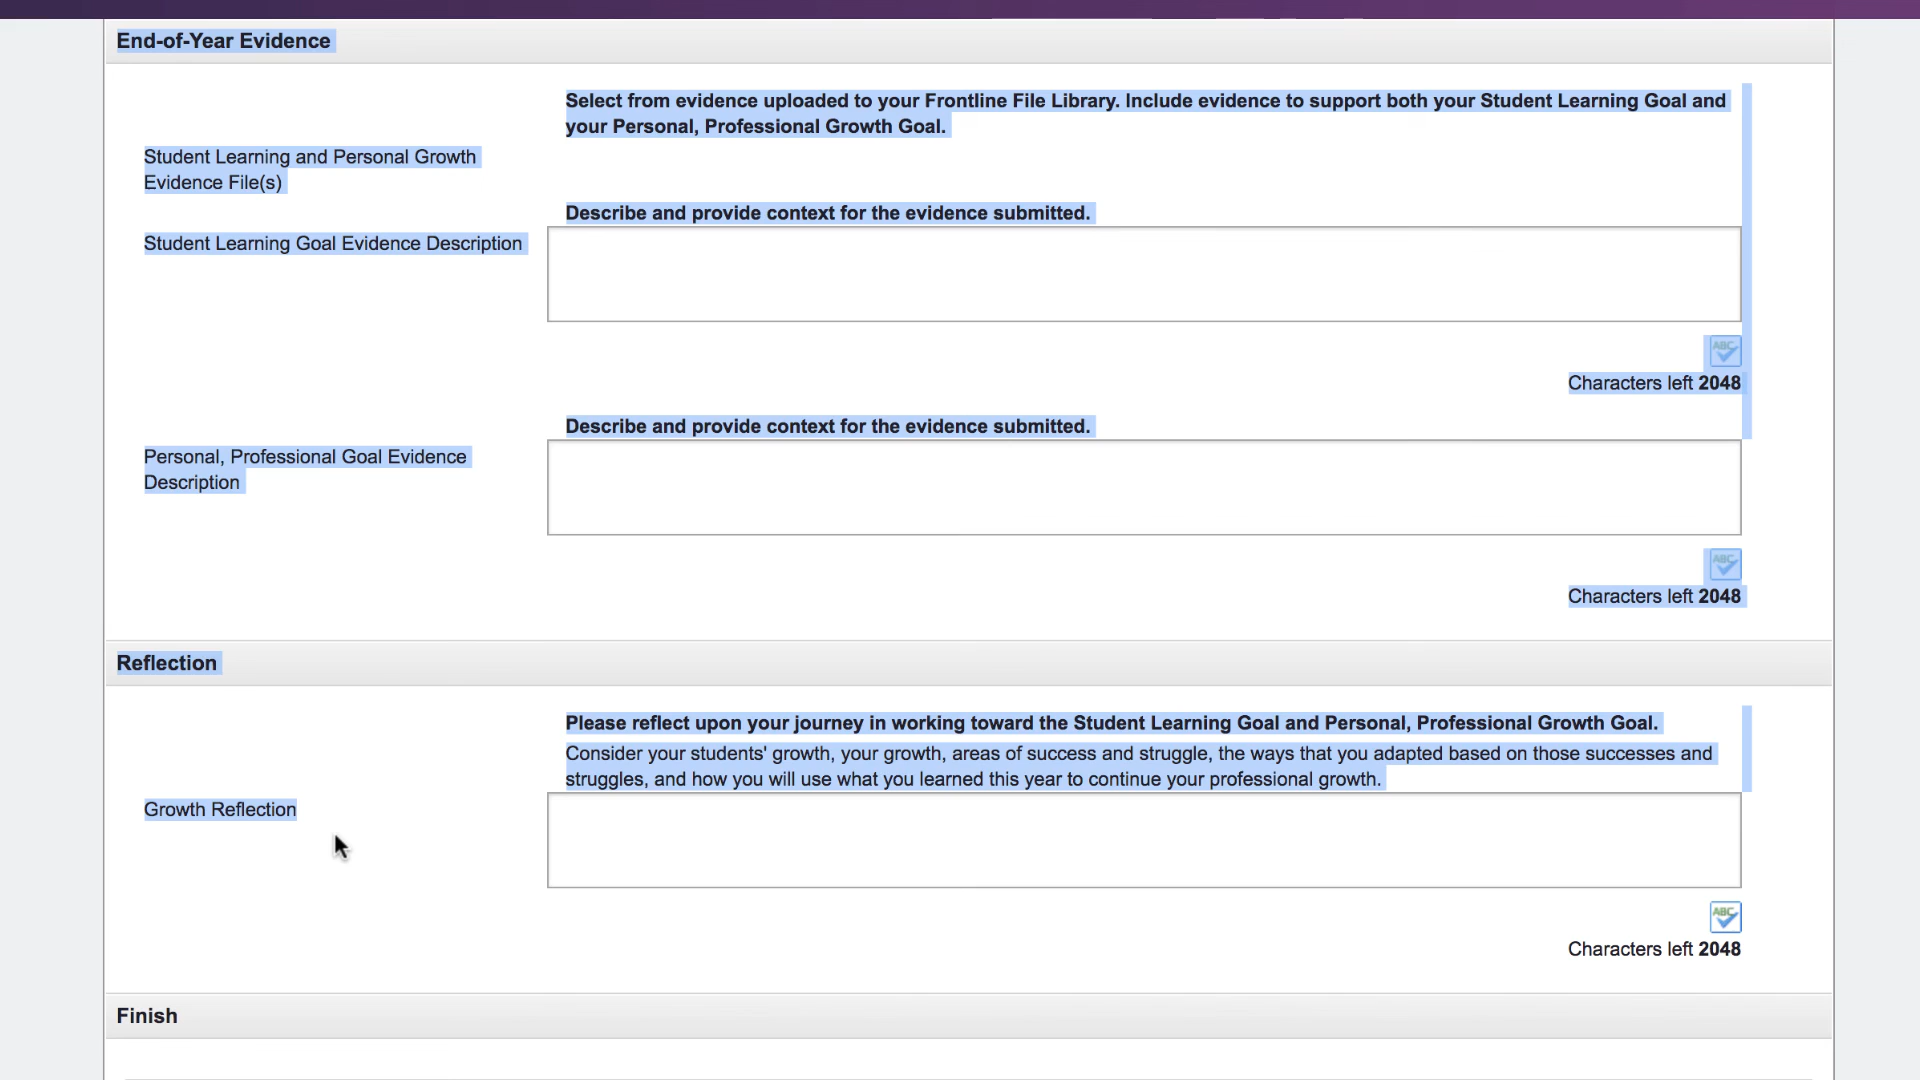 End-of-Year Evidence
Select from evidence uploaded to your Frontline File Library. Include evidence to support both your Student Learning Goal and
your Personal, Professional Growth Goal.
Student Learning and Personal Growth
Evidence File(s)
Describe and provide context for the evidence submitted.
Student Learning Goal Evidence Description
ABC
Characters left 2048
Describe and provide context for the evidence submitted.
Personal, Professional Goal Evidence
Description
ABC
Characters left 2048
Reflection
Please reflect upon your journey in working toward the Student Learning Goal and Personal, Professional Growth Goal.
Consider your students' growth, your growth, areas of success and struggle, the ways that you adapted based on those successes and
struggles, and how you will use what you learned this year to continue your professional growth.
Growth Reflection
ABC
Characters left 2048
Finish